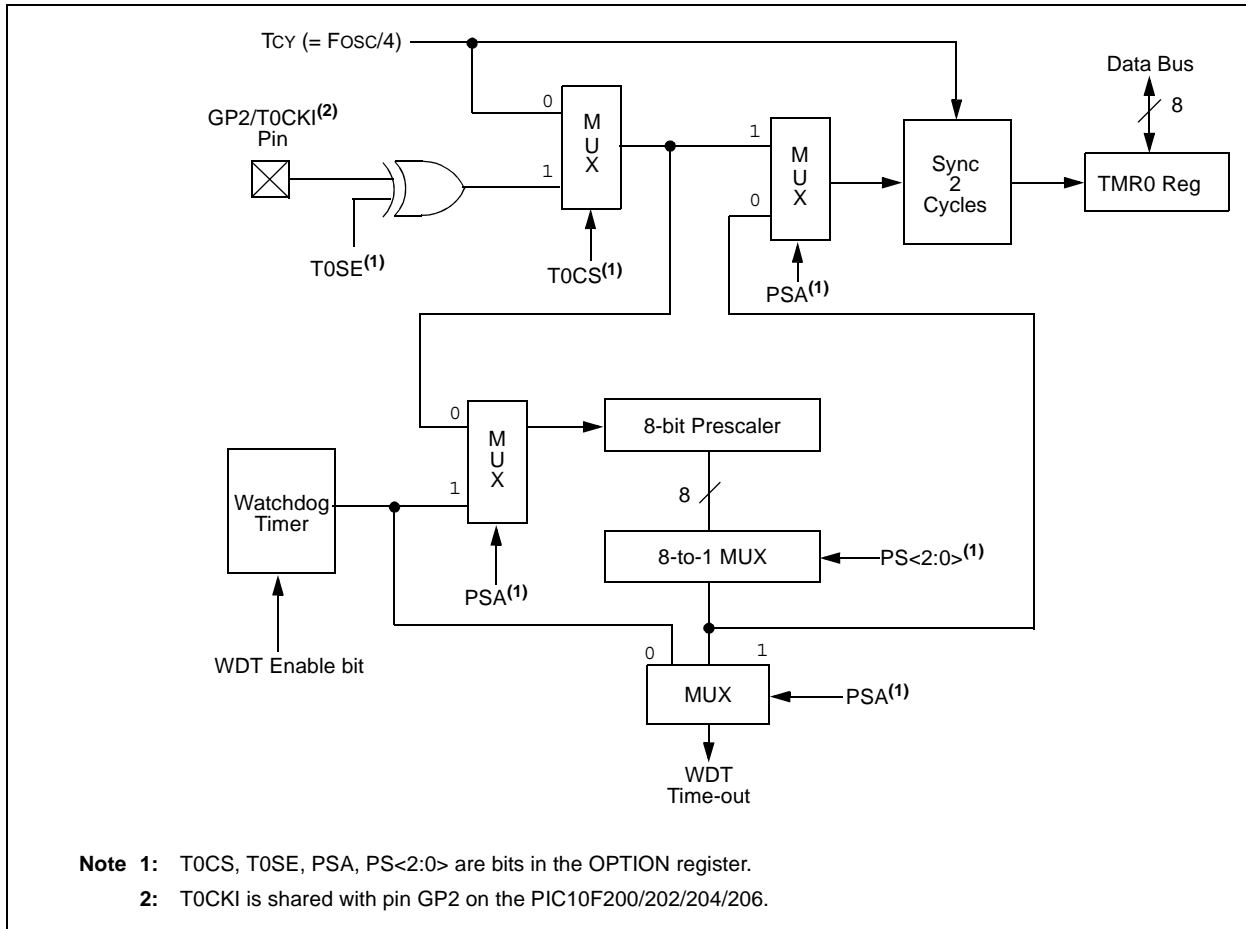 TCY (= FOSC/4)
Data Bus
8
GP2/T0CKI(2)
Pin
0
1
M
U
X
T0SE(1)
T0CS(1)
1
0
M
U
X
PSA(1)
Sync
2
Cycles
TMR0 Reg
0
1
M
U
X
PSA(1)
8-bit Prescaler
8
8-to-1 MUX
PS<2:0>(1)
Watchdog
Timer
WDT Enable bit
0
1
MUX
PSA(1)
WDT
Time-out
Note 1: T0CS, T0SE, PSA, PS<2:0> are bits in the OPTION register.
2: T0CKI is shared with pin GP2 on the PIC10F200/202/204/206.